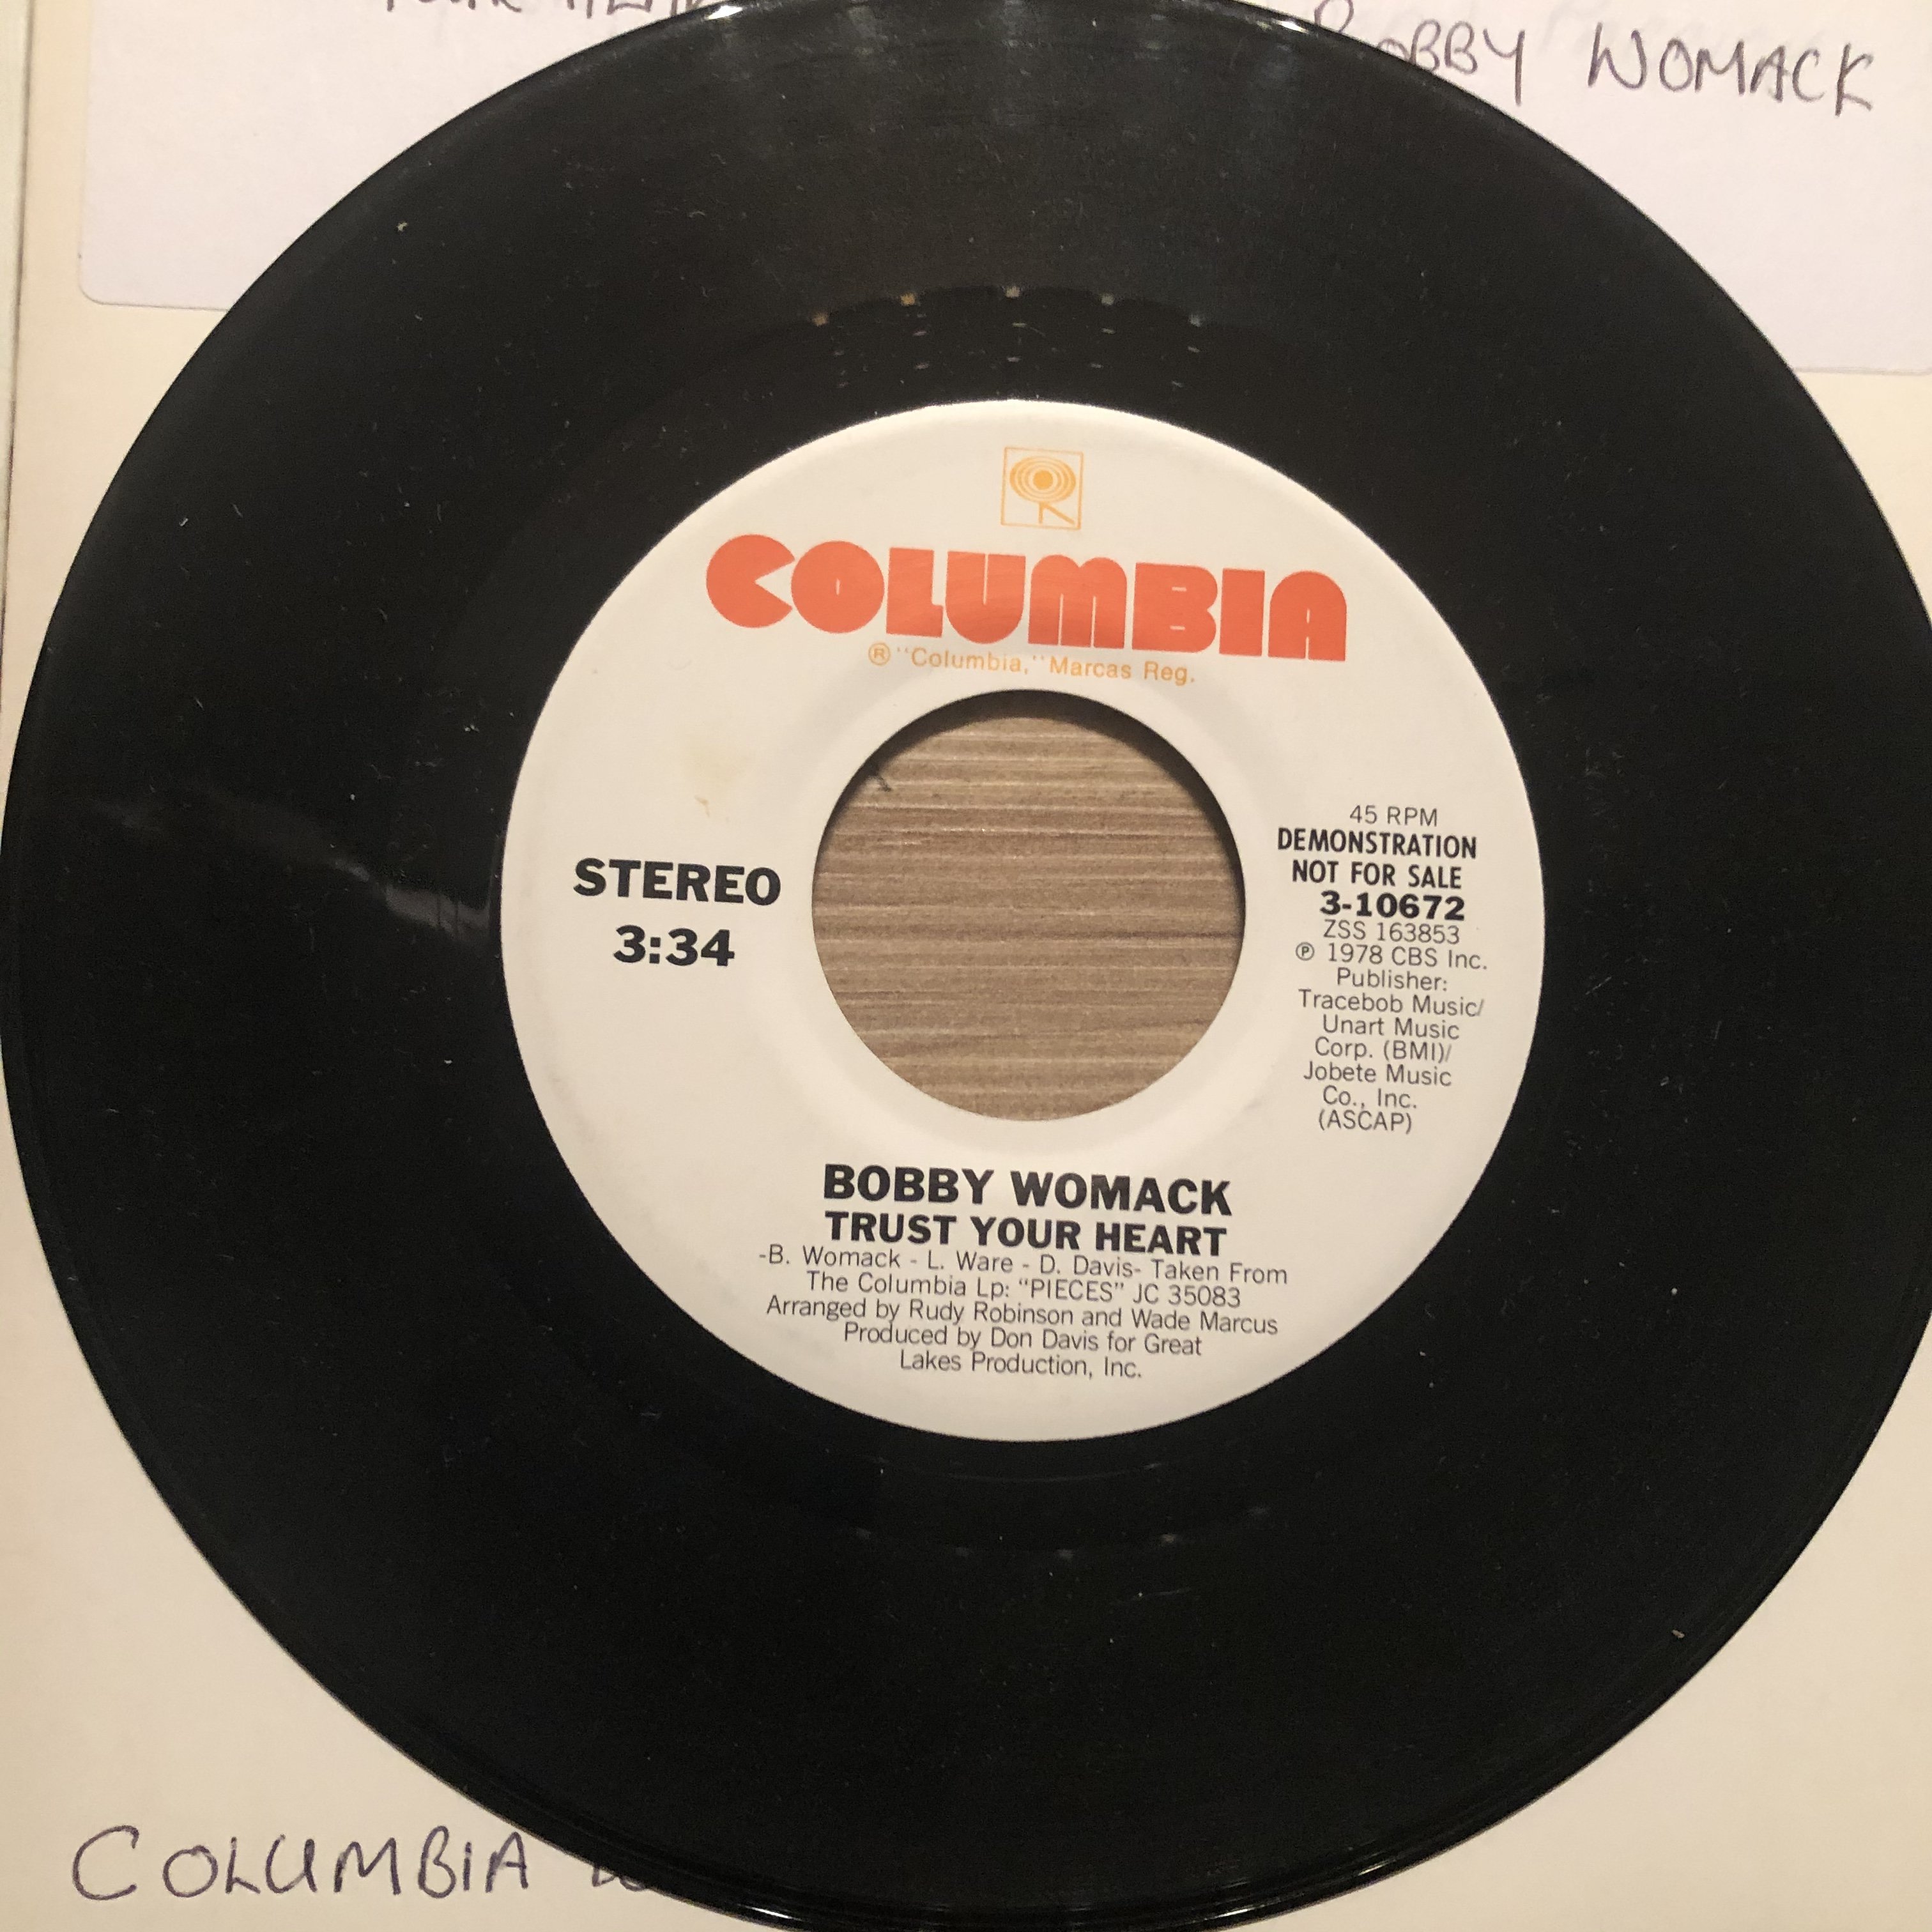 BOBBY WOMACK
COLUMBIA
® "Columbia," Marcas Reg.
STEREO
3:34
45 RPM
DEMONSTRATION
NOT FOR SALE
3-10672
ZSS 163853
℗ 1978 CBS Inc.
Publisher:
Tracebob Music/
Unart Music
Corp. (BMI)/
Jobete Music
Co., Inc.
(ASCAP)
BOBBY WOMACK
TRUST YOUR HEART
-B. Womack - L. Ware - D. Davis- Taken From
The Columbia Lp: “PIECES” JC 35083
Arranged by Rudy Robinson and Wade Marcus
Produced by Don Davis for Great
Lakes Production, Inc.
COLUMBIA